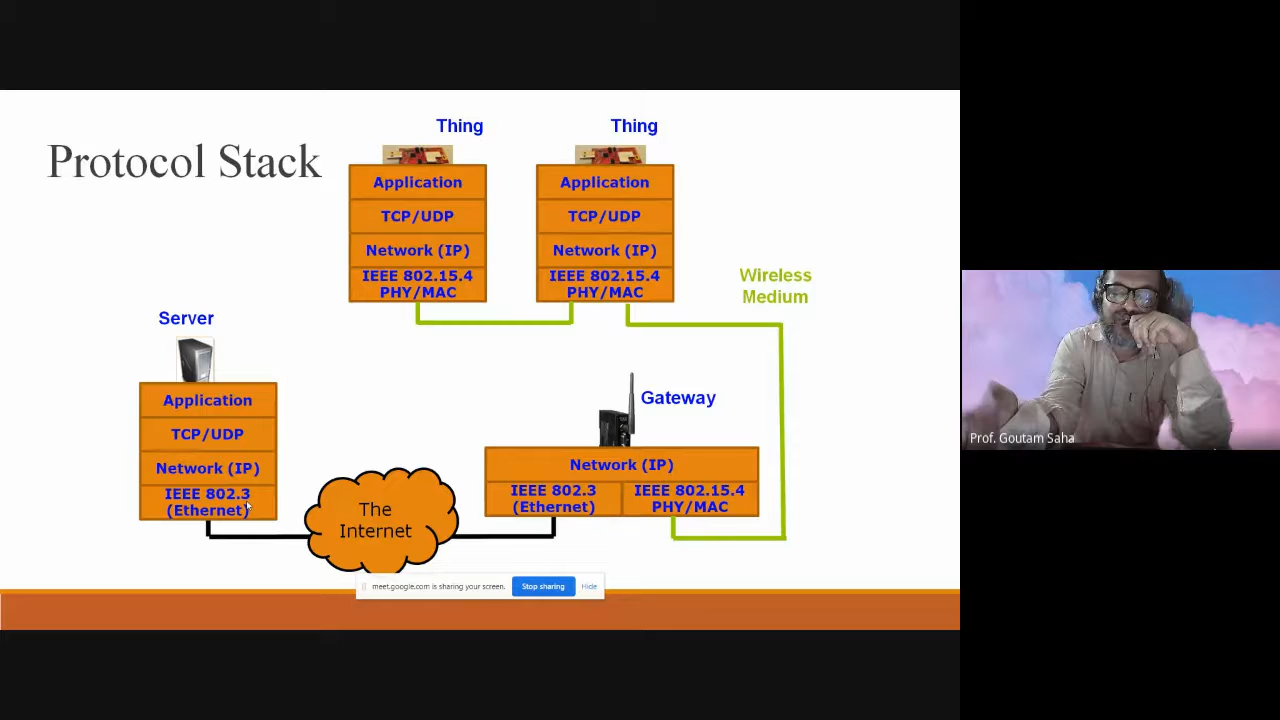 Protocol Stack
Thing
Application
TCP/UDP
Network (IP)
IEEE 802.15.4
PHY/MAC
Thing
Application
TCP/UDP
Network (IP)
IEEE 802.15.4
PHY/MAC
Wireless
Medium
Server
Application
TCP/UDP
Network (IP)
IEEE 802.3
(Ethernet)
The
Internet
Gateway
Network (IP)
IEEE 802.3
(Ethernet)
IEEE 802.15.4
PHY/MAC
meet.google.com is sharing your screen.
Stop sharing
Hide
Prof. Goutam Saha